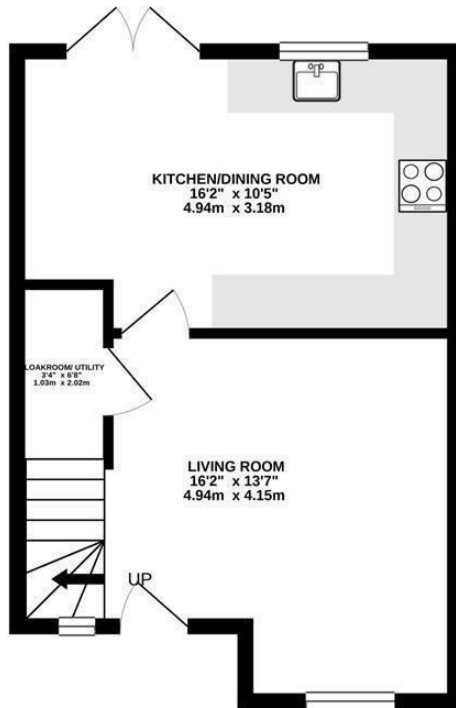 KITCHEN/DINING ROOM
16'2" x 10'5"
4.94m x 3.18m
LOAKROOM/ UTILITY
3'4" x 6'8"
1.03m x 2.02m
LIVING ROOM
16'2" x 13'7"
4.94m x 4.15m
UP